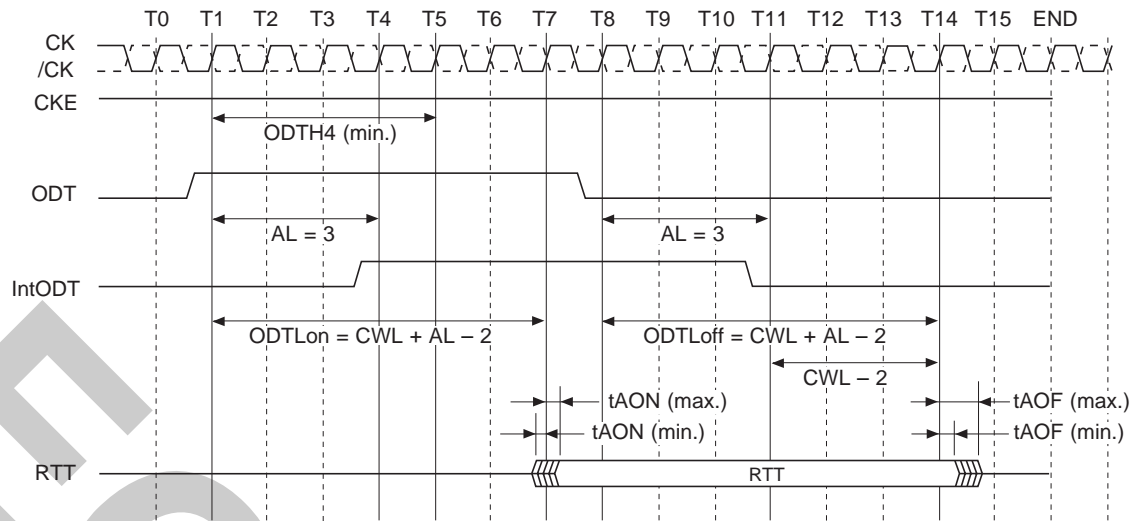 T0 T1 T2 T3 T4 T5 T6 T7 T8 T9 T10 T11 T12 T13 T14 T15 END
CK
/CK
CKE
ODTH4 (min.)
ODT
AL = 3 AL = 3
IntODT
ODTLon = CWL + AL – 2 ODTLoff = CWL + AL – 2
CWL – 2
tAON (max.) tAOF (max.)
tAON (min.) tAOF (min.)
RTT RTT